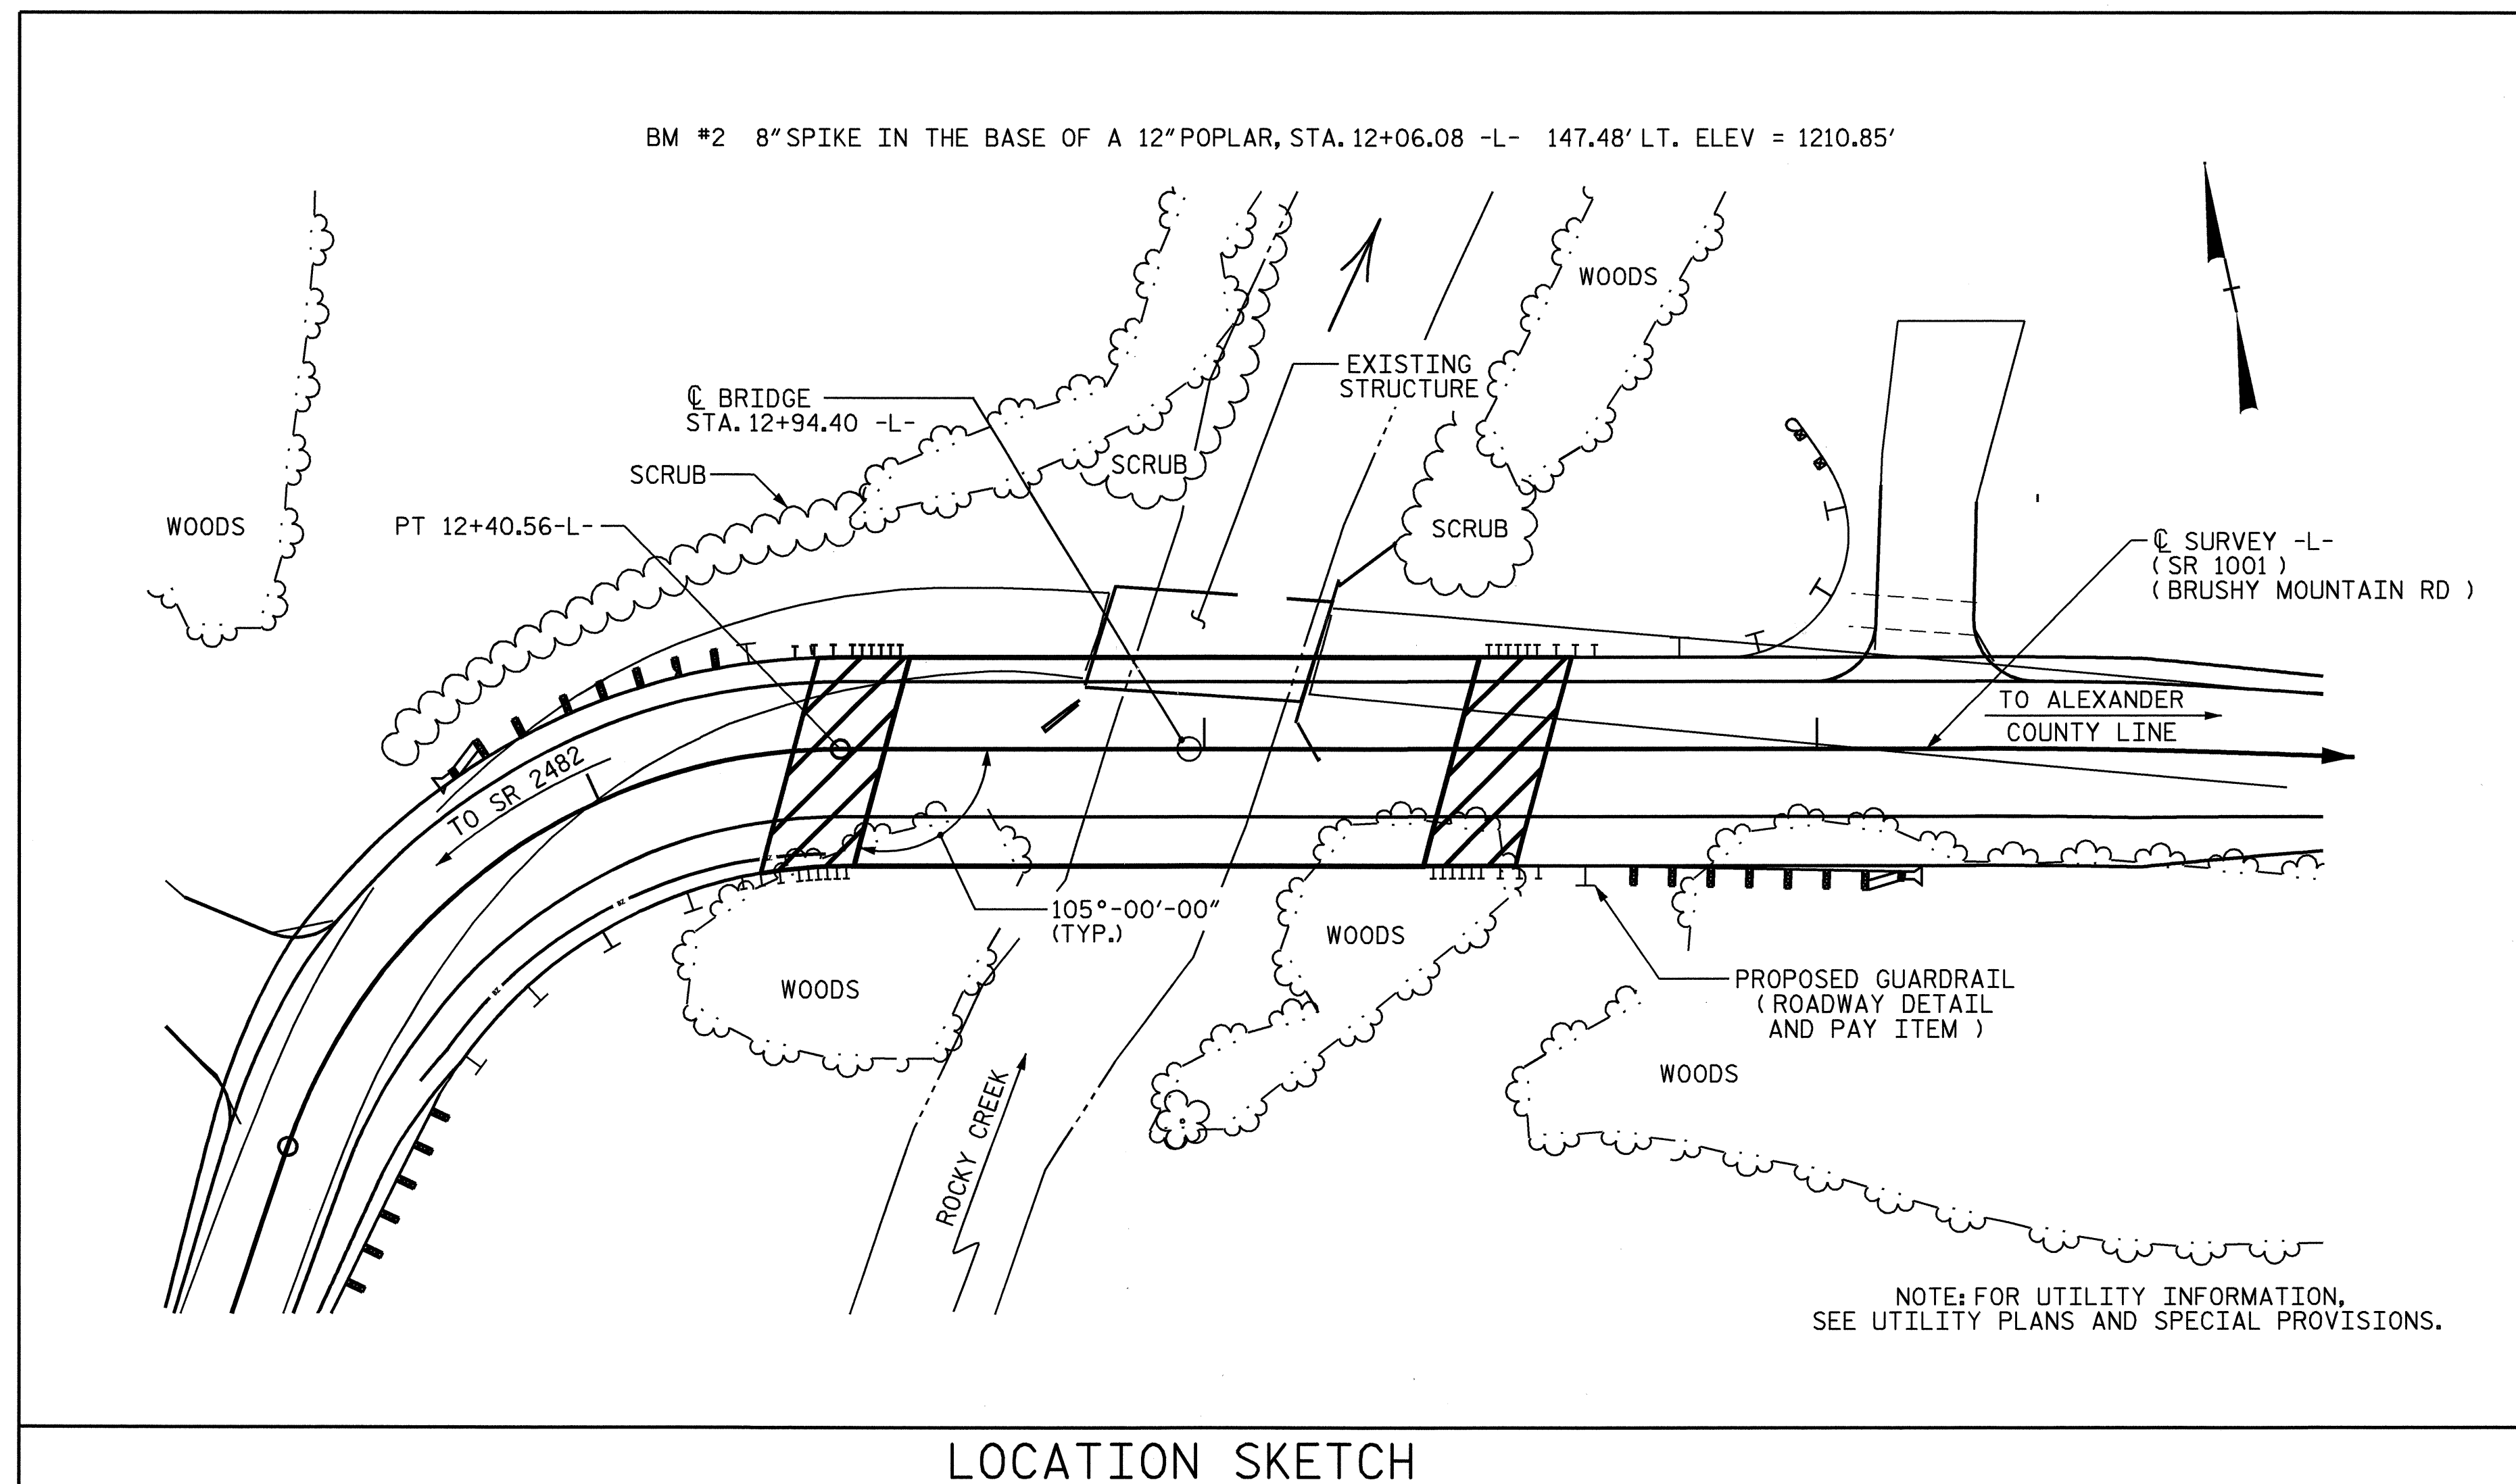 BM #2 8" SPIKE IN THE BASE OF A 12" POPLAR, STA. 12+06.08 -L- 147.48' LT. ELEV = 1210.85'
WOODS
EXISTING
STRUCTURE
℄ BRIDGE
STA. 12+94.40 -L-
SCRUB
SCRUB
WOODS
PT 12+40.56-L-
SCRUB
℄ SURVEY -L-
( SR 1001 )
( BRUSHY MOUNTAIN RD )
TO ALEXANDER
COUNTY LINE
TO SR 2482
BZ
BZ
BZ
105°-00'-00"
(TYP.)
WOODS
WOODS
PROPOSED GUARDRAIL
( ROADWAY DETAIL
AND PAY ITEM )
WOODS
ROCKY CREEK
NOTE: FOR UTILITY INFORMATION,
SEE UTILITY PLANS AND SPECIAL PROVISIONS.
LOCATION SKETCH